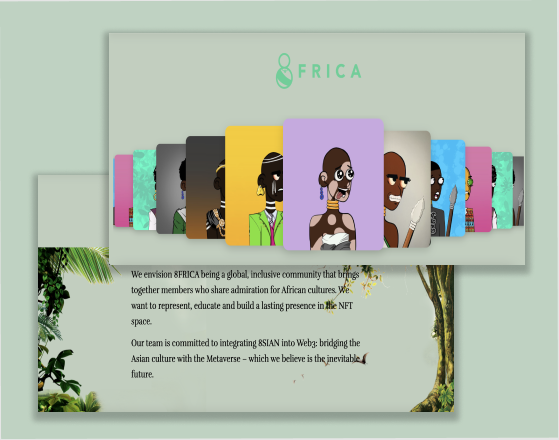 8FRICA
We envision 8FRICA being a global, inclusive community that brings
together members who share admiration for African cultures. We
want to represent, educate and build a lasting presence in the NFT
space.
Our team is committed to integrating 8SIAN into Web3: bridging the
Asian culture with the Metaverse – which we believe is the inevitable
future.